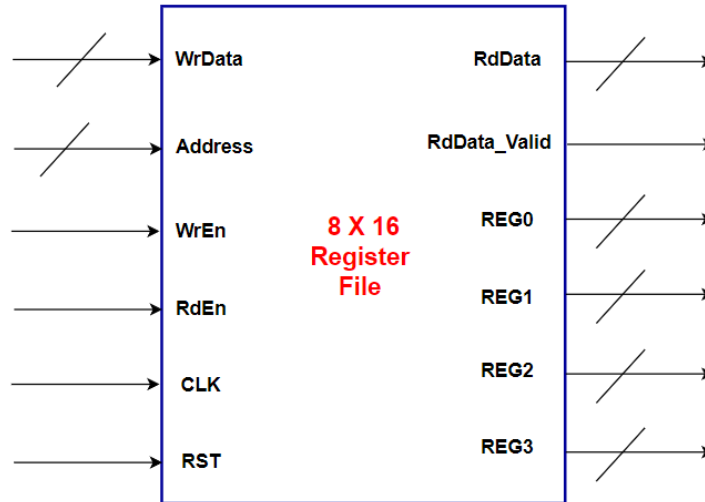 WrData
RdData
Address
RdData_Valid
WrEn
8 X 16
Register
File
REG0
RdEn
REG1
CLK
REG2
RST
REG3